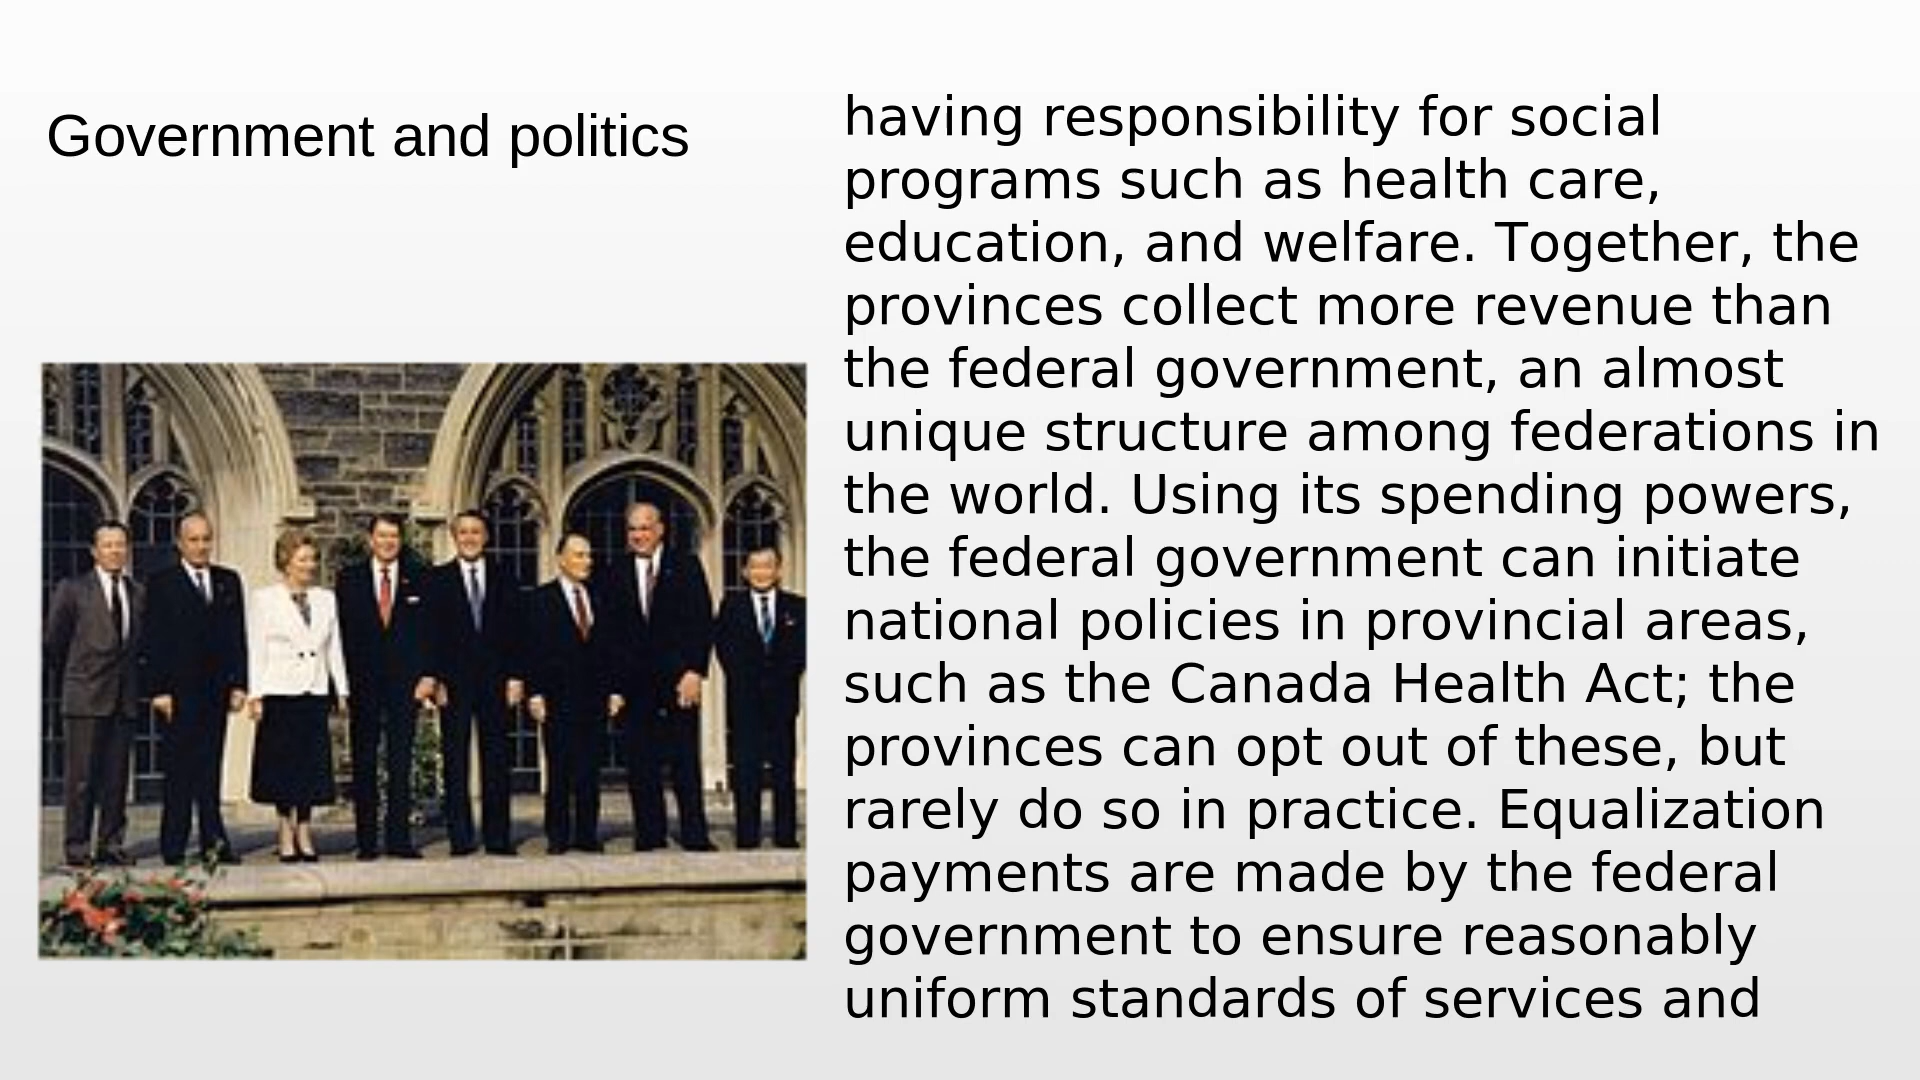 Government and politics
having responsibility for social
programs such as health care,
education, and welfare. Together, the
provinces collect more revenue than
the federal government, an almost
unique structure among federations in
the world. Using its spending powers,
the federal government can initiate
national policies in provincial areas,
such as the Canada Health Act; the
provinces can opt out of these, but
rarely do so in practice. Equalization
payments are made by the federal
government to ensure reasonably
uniform standards of services and